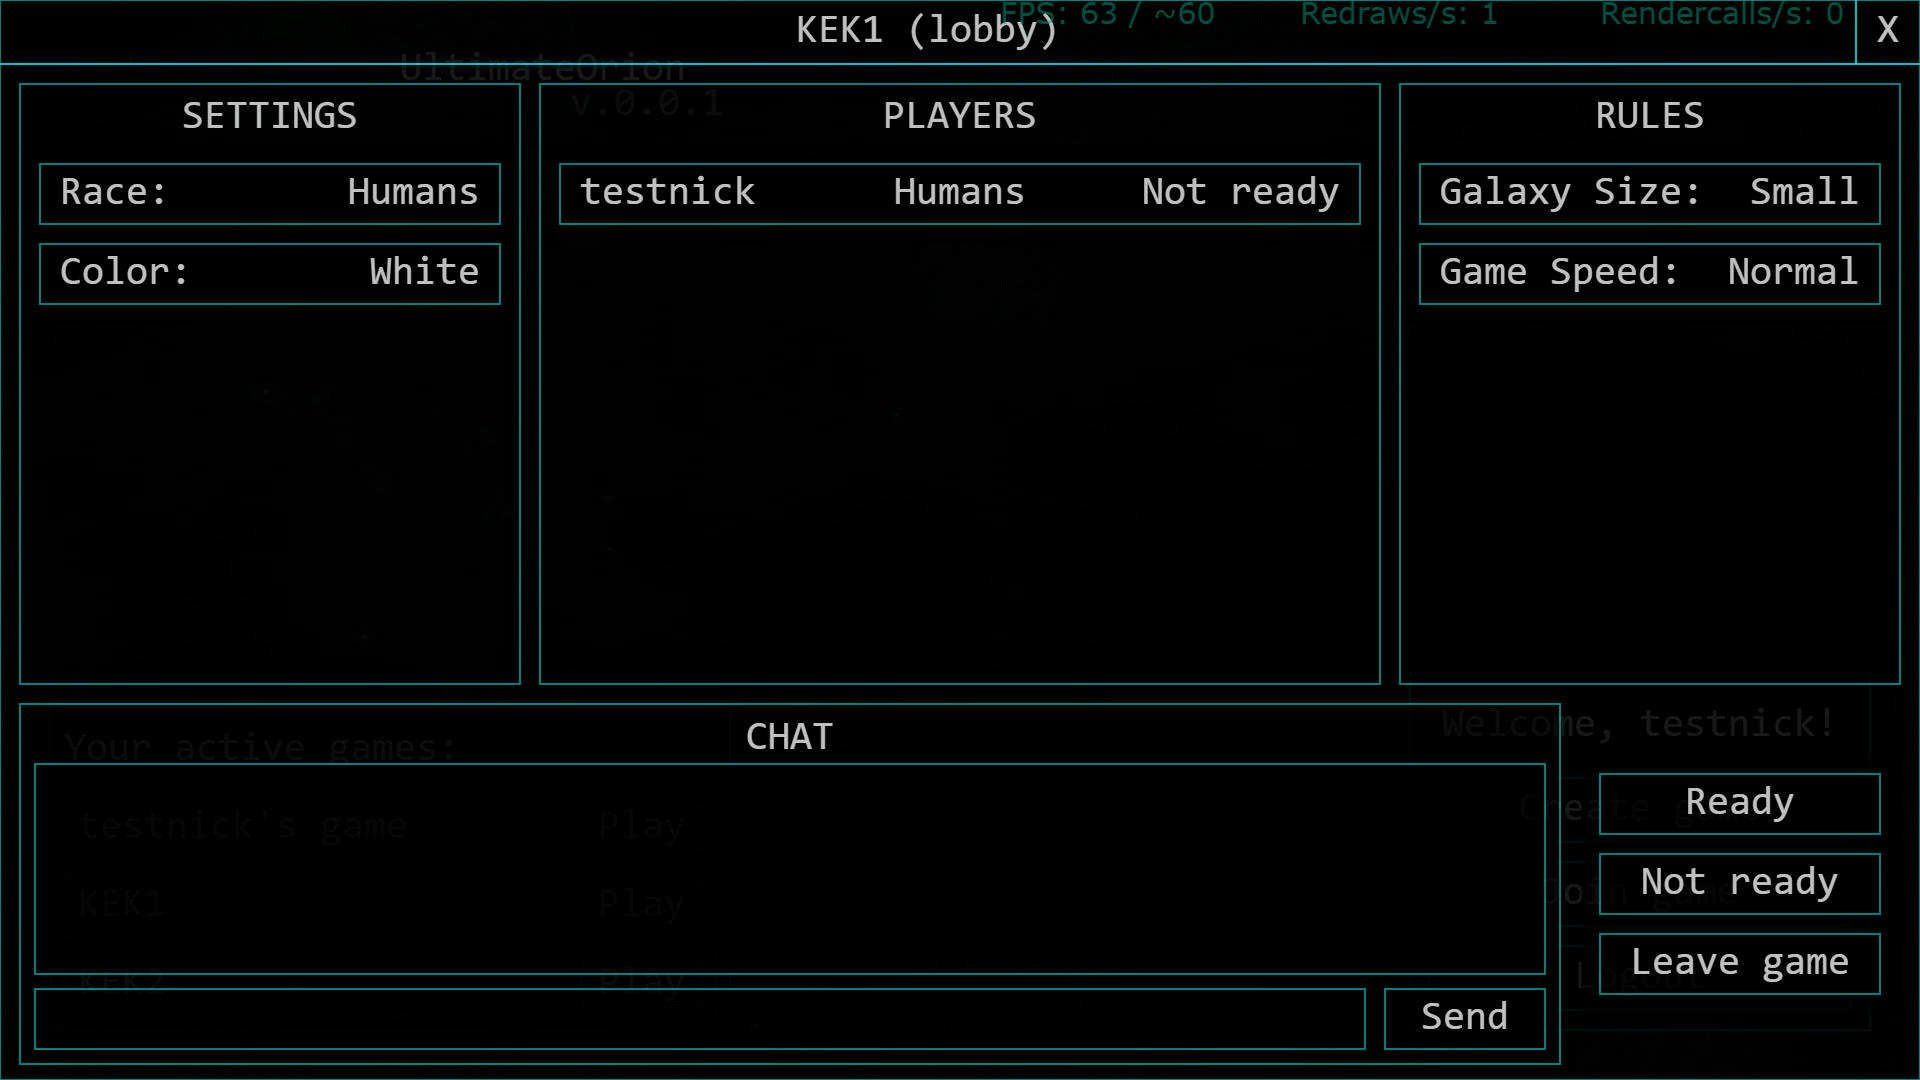 FPS: 63 / ~60 Redraws/s: 1 Rendercalls/s: 0
KEK1 (lobby) X
UltimateOrion
v.0.0.1
SETTINGS
Race: Humans
Color: White
PLAYERS
testnick Humans Not ready
RULES
Galaxy Size: Small
Game Speed: Normal
Your active games:
testnick's game Play
KEK1 Play
KEK2 Play
CHAT
Send
Welcome, testnick!
Create game
Join game
Logout
Ready
Not ready
Leave game